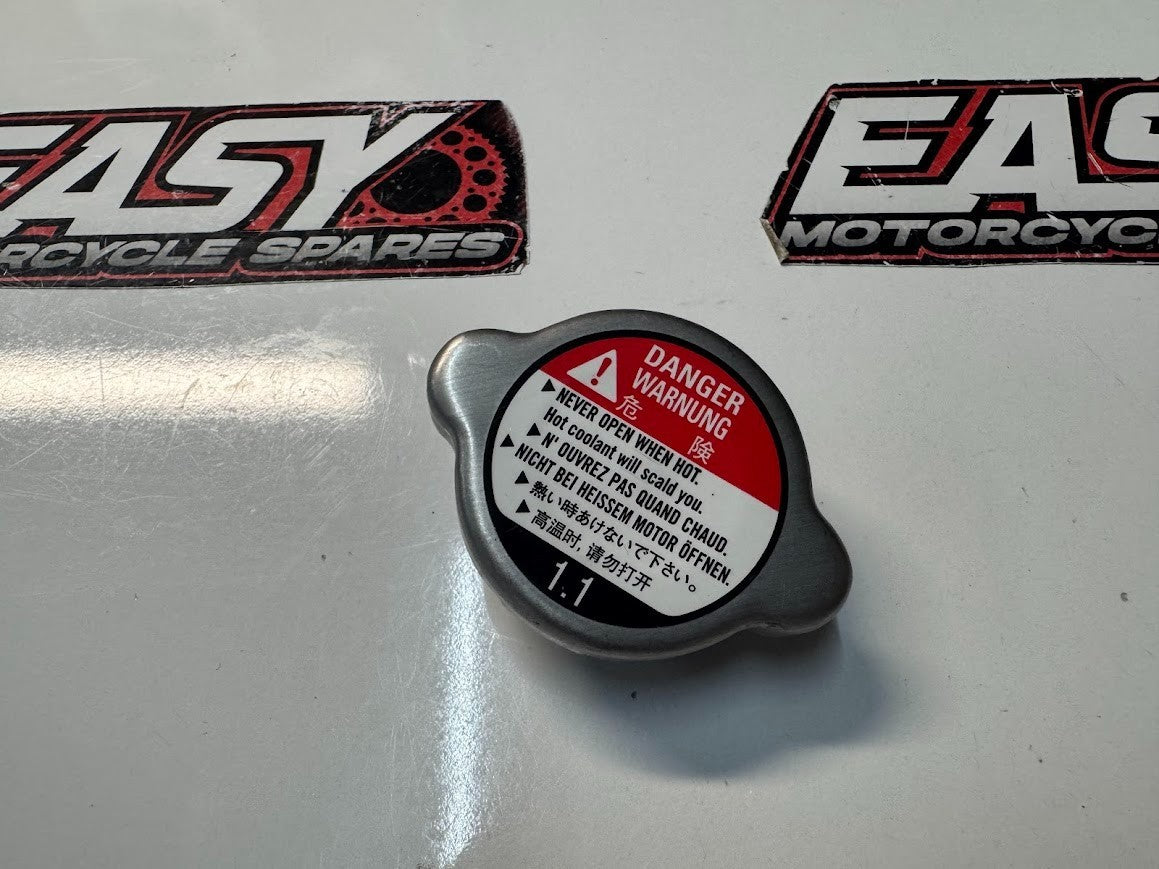 EASY
RCYCLE SPARES
EAS
MOTORCYC
DANGER
WARNUNG
危 険
▶NEVER OPEN WHEN HOT.
Hot coolant will scald you.
▶N' OUVREZ PAS QUAND CHAUD.
▶NICHT BEI HEISSEM MOTOR ÖFFNEN.
▶熱い時あけないで下さい。
▶高温时, 请勿打开
1.1